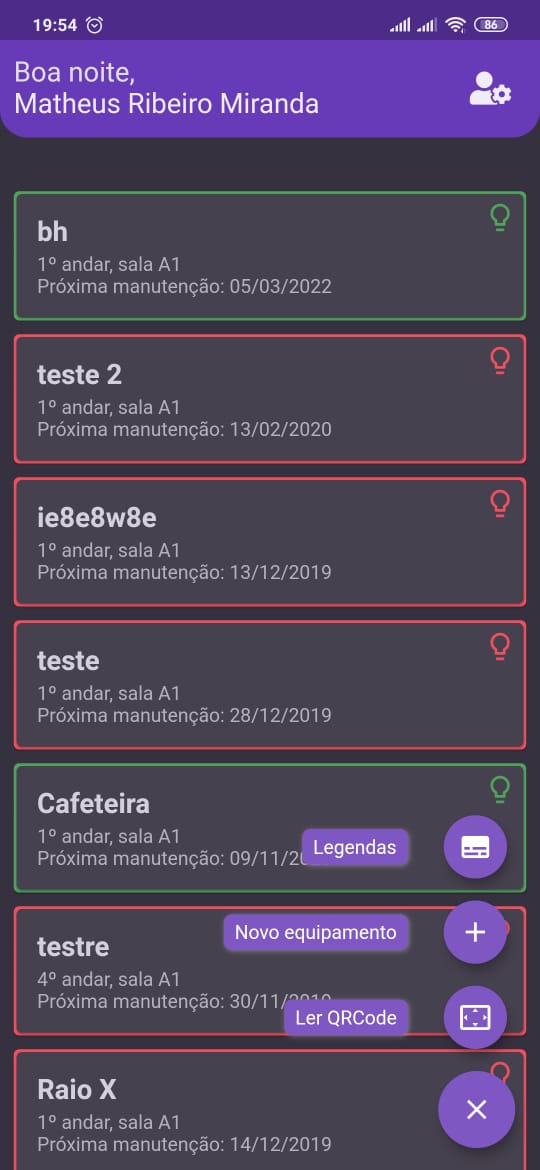 19:54
86
Boa noite,
Matheus Ribeiro Miranda
bh
1º andar, sala A1
Próxima manutenção: 05/03/2022
teste 2
1º andar, sala A1
Próxima manutenção: 13/02/2020
ie8e8w8e
1º andar, sala A1
Próxima manutenção: 13/12/2019
teste
1º andar, sala A1
Próxima manutenção: 28/12/2019
Cafeteira
1º andar, sala A1
Próxima manutenção: 09/11/
Legendas
Novo equipamento
testre
4º andar, sala A1
Próxima manutenção: 30/11/2019
Ler QRCode
Raio X
1º andar, sala A1
Próxima manutenção: 14/12/2019